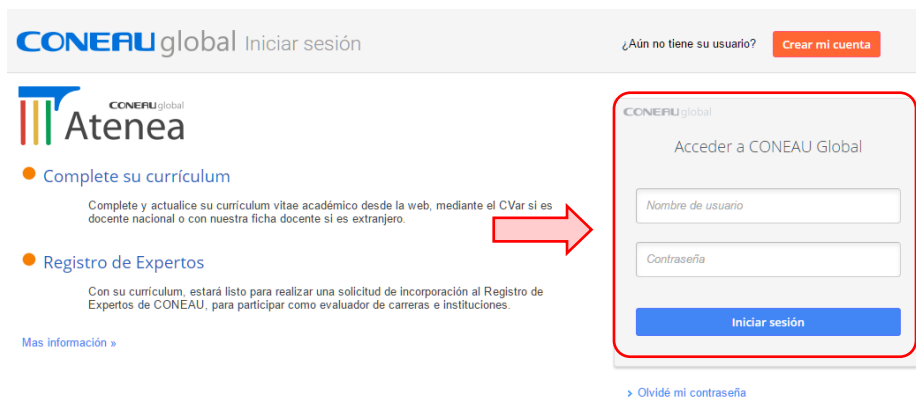 CONEAU global Iniciar sesión
¿Aún no tiene su usuario?
Crear mi cuenta
CONEAU global
Atenea
Complete su currículum
Complete y actualice su curriculum vitae académico desde la web, mediante el CVar si es
docente nacional o con nuestra ficha docente si es extranjero.
Registro de Expertos
Con su currículum, estará listo para realizar una solicitud de incorporación al Registro de
Expertos de CONEAU, para participar como evaluador de carreras e instituciones.
Mas información »
CONEAU global
Acceder a CONEAU Global
Nombre de usuario
Contraseña
Iniciar sesión
› Olvidé mi contraseña